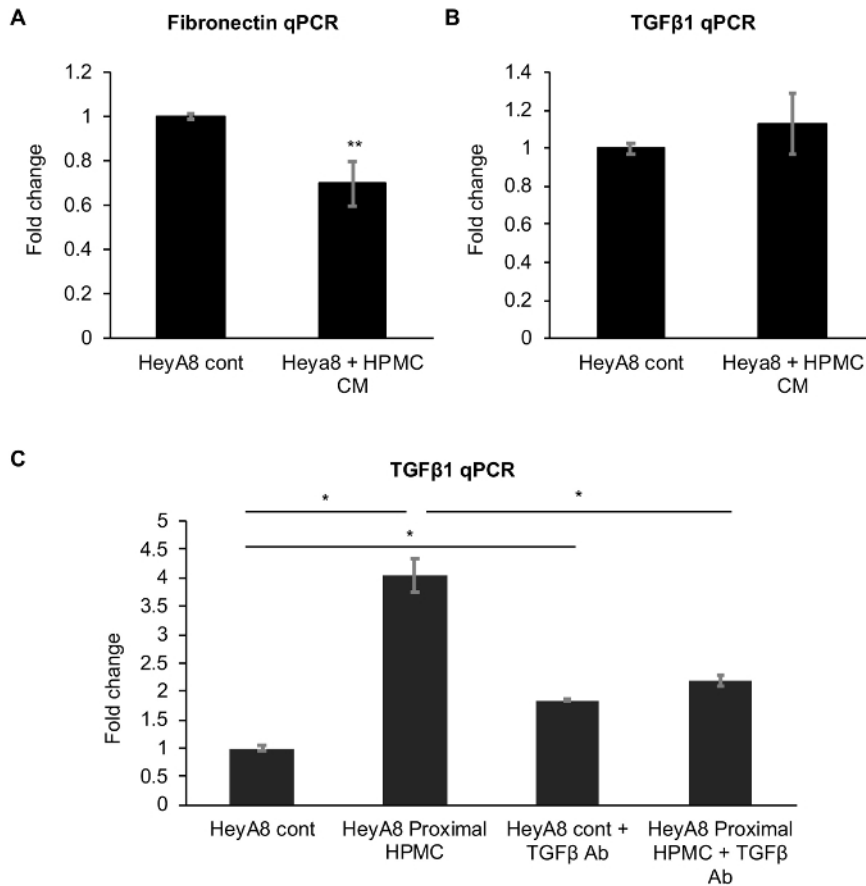 A
Fibronectin qPCR
1.2
1
0.8
0.6
0.4
0.2
0
Fold change
**
HeyA8 cont
Heya8 + HPMC
CM
B
TGFβ1 qPCR
1.4
1.2
1
0.8
0.6
0.4
0.2
0
Fold change
HeyA8 cont
Heya8 + HPMC
CM
C
TGFβ1 qPCR
*
*
*
5
4.5
4
3.5
3
2.5
2
1.5
1
0.5
0
Fold change
HeyA8 cont
HeyA8 Proximal
HPMC
HeyA8 cont +
TGFβ Ab
HeyA8 Proximal
HPMC + TGFβ
Ab